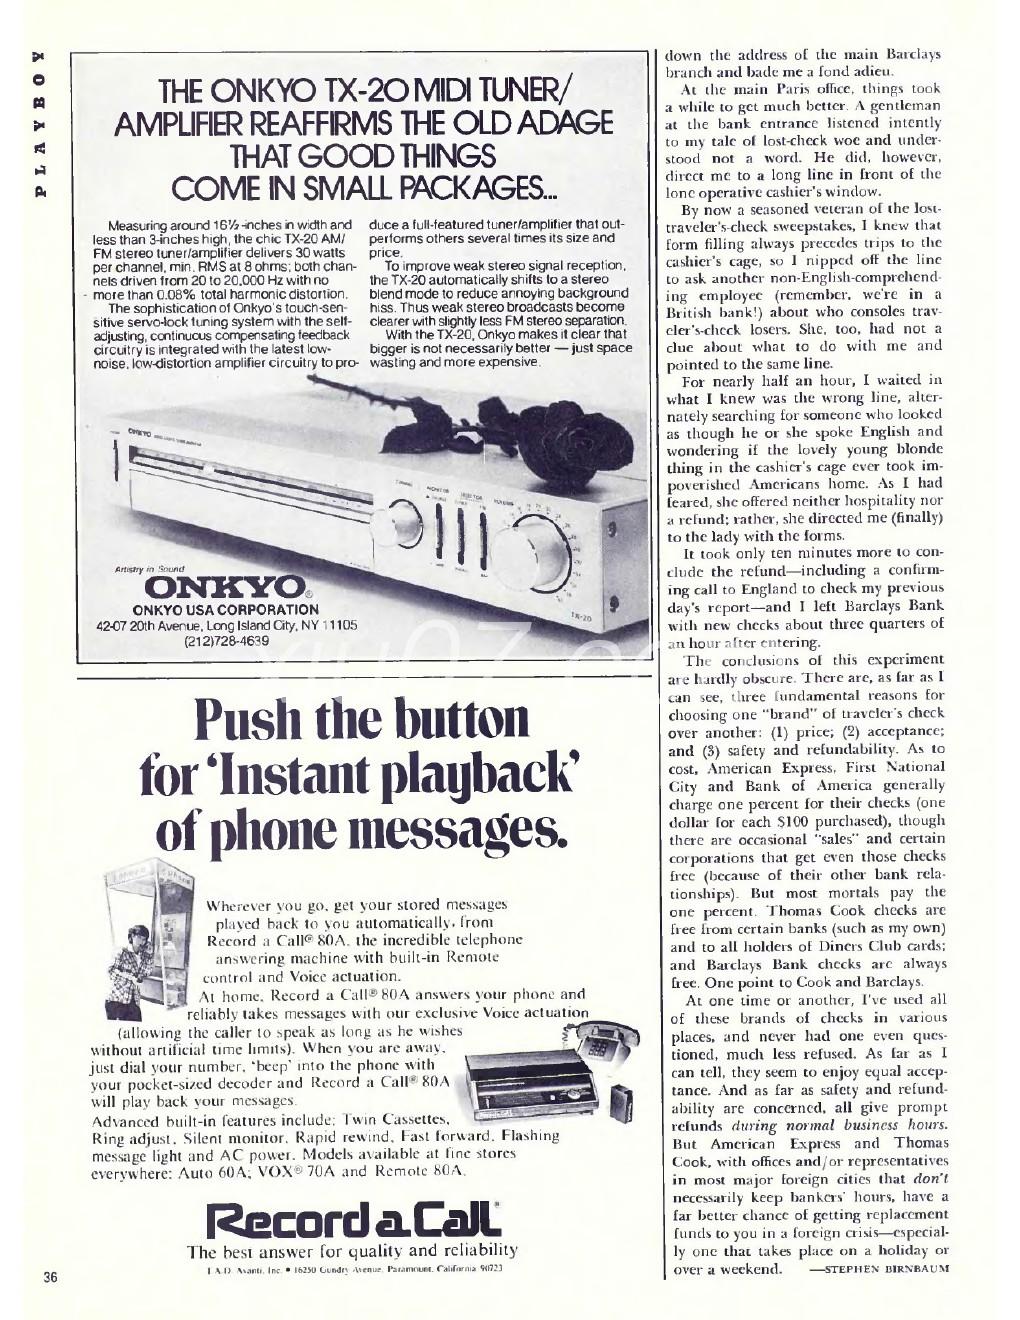 PLAYBOY
THE ONKYO TX-20 MIDI TUNER/
AMPLIFIER REAFFIRMS THE OLD ADAGE
THAT GOOD THINGS
COME IN SMALL PACKAGES...
Measuring around 16½-inches in width and
less than 3-inches high, the chic TX-20 AM/
FM stereo tuner/amplifier delivers 30 watts
per channel, min. RMS at 8 ohms; both chan-
nels driven from 20 to 20,000 Hz with no
more than 0.08% total harmonic distortion.
The sophistication of Onkyo's touch-sen-
sitive servo-lock tuning system with the self-
adjusting, continuous compensating feedback
circuitry is integrated with the latest low-
noise, low-distortion amplifier circuitry to pro-
duce a full-featured tuner/amplifier that out-
performs others several times its size and
price.
To improve weak stereo signal reception,
the TX-20 automatically shifts to a stereo
blend mode to reduce annoying background
hiss. Thus weak stereo broadcasts become
clearer with slightly less FM stereo separation.
With the TX-20, Onkyo makes it clear that
bigger is not necessarily better — just space
wasting and more expensive.
ONKYO
TX-20
Artistry in Sound
ONKYO®
ONKYO USA CORPORATION
42-07 20th Avenue, Long Island City, NY 11105
(212)728-4639
Push the button
for 'Instant playback'
of phone messages.
Wherever you go, get your stored messages
played back to you automatically, from
Record a Call® 80A, the incredible telephone
answering machine with built-in Remote
control and Voice actuation.
At home, Record a Call® 80A answers your phone and
reliably takes messages with our exclusive Voice actuation
(allowing the caller to speak as long as he wishes
without artificial time limits). When you are away,
just dial your number, 'beep' into the phone with
your pocket-sized decoder and Record a Call® 80A
will play back your messages.
Advanced built-in features include: Twin Cassettes,
Ring adjust, Silent monitor, Rapid rewind, Fast forward, Flashing
message light and AC power. Models available at fine stores
everywhere: Auto 60A; VOX® 70A and Remote 80A.
Record a Call®
The best answer for quality and reliability
T.A.D. Avanti, Inc. • 16250 Gundry Avenue, Paramount, California 90723
36
down the address of the main Barclays
branch and bade me a fond adieu.
At the main Paris office, things took
a while to get much better. A gentleman
at the bank entrance listened intently
to my tale of lost-check woe and under-
stood not a word. He did, however,
direct me to a long line in front of the
lone operative cashier's window.
By now a seasoned veteran of the lost-
traveler's-check sweepstakes, I knew that
form filling always precedes trips to the
cashier's cage, so I nipped off the line
to ask another non-English-comprehend-
ing employee (remember, we're in a
British bank!) about who consoles trav-
eler's-check losers. She, too, had not a
clue about what to do with me and
pointed to the same line.
For nearly half an hour, I waited in
what I knew was the wrong line, alter-
nately searching for someone who looked
as though he or she spoke English and
wondering if the lovely young blonde
thing in the cashier's cage ever took im-
poverished Americans home. As I had
feared, she offered neither hospitality nor
a refund; rather, she directed me (finally)
to the lady with the forms.
It took only ten minutes more to con-
clude the refund—including a confirm-
ing call to England to check my previous
day's report—and I left Barclays Bank
with new checks about three quarters of
an hour after entering.
The conclusions of this experiment
are hardly obscure. There are, as far as I
can see, three fundamental reasons for
choosing one "brand" of traveler's check
over another: (1) price; (2) acceptance;
and (3) safety and refundability. As to
cost, American Express, First National
City and Bank of America generally
charge one percent for their checks (one
dollar for each $100 purchased), though
there are occasional "sales" and certain
corporations that get even those checks
free (because of their other bank rela-
tionships). But most mortals pay the
one percent. Thomas Cook checks are
free from certain banks (such as my own)
and to all holders of Diners Club cards;
and Barclays Bank checks are always
free. One point to Cook and Barclays.
At one time or another, I've used all
of these brands of checks in various
places, and never had one even ques-
tioned, much less refused. As far as I
can tell, they seem to enjoy equal accep-
tance. And as far as safety and refund-
ability are concerned, all give prompt
refunds during normal business hours.
But American Express and Thomas
Cook, with offices and/or representatives
in most major foreign cities that don't
necessarily keep bankers' hours, have a
far better chance of getting replacement
funds to you in a foreign crisis—especial-
ly one that takes place on a holiday or
over a weekend. —STEPHEN BIRNBAUM